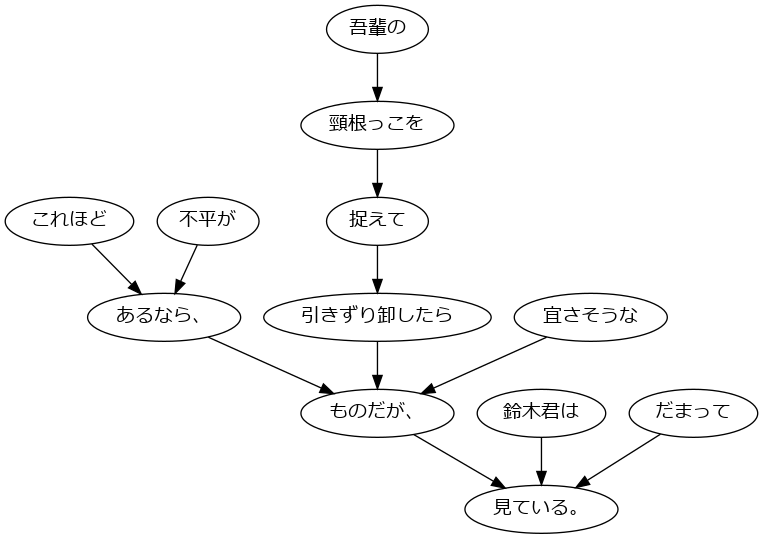 吾輩の
頸根っこを
これほど
不平が
捉えて
あるなら、
引きずり卸したら
宜さそうな
ものだが、
鈴木君は
だまって
見ている。